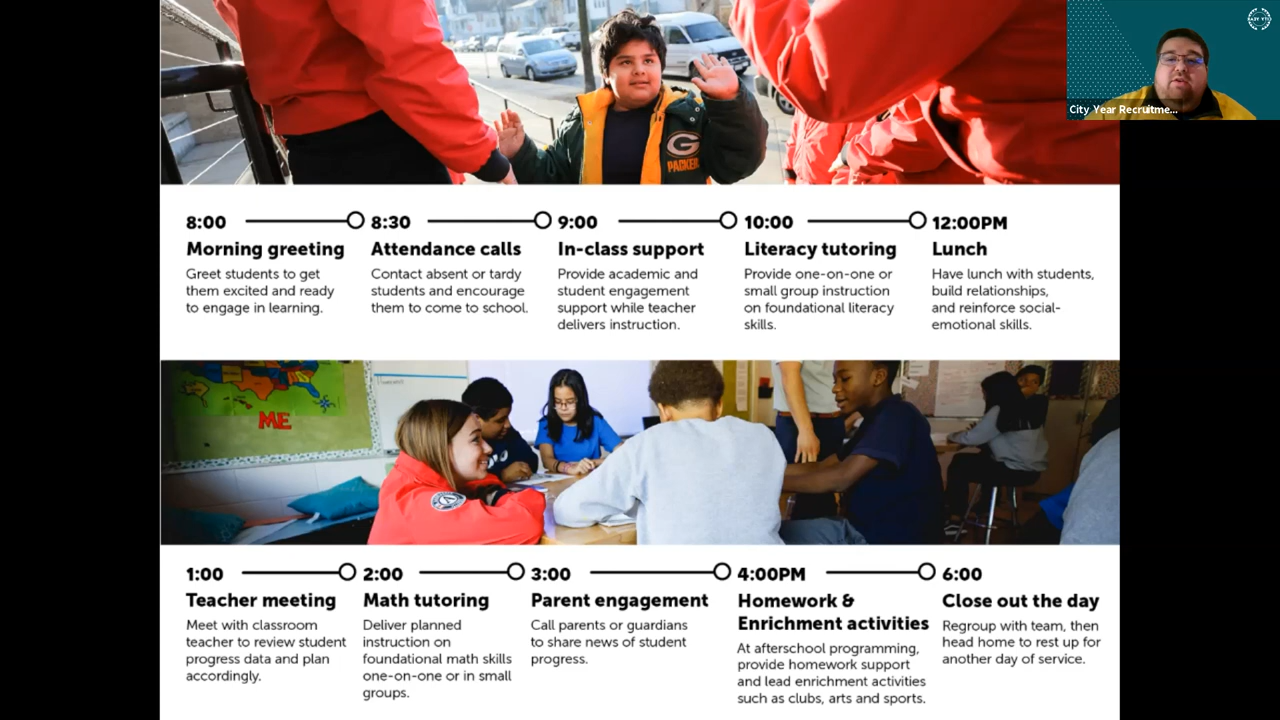 City Year Recruitme...
G
PACKERS
8:00
Morning greeting
Greet students to get
them excited and ready
to engage in learning.
8:30
Attendance calls
Contact absent or tardy
students and encourage
them to come to school.
9:00
In-class support
Provide academic and
student engagement
support while teacher
delivers instruction.
10:00
Literacy tutoring
Provide one-on-one or
small group instruction
on foundational literacy
skills.
12:00PM
Lunch
Have lunch with students,
build relationships,
and reinforce social-
emotional skills.
ME
1:00
Teacher meeting
Meet with classroom
teacher to review student
progress data and plan
accordingly.
2:00
Math tutoring
Deliver planned
instruction on
foundational math skills
one-on-one or in small
groups.
3:00
Parent engagement
Call parents or guardians
to share news of student
progress.
4:00PM
Homework &
Enrichment activities
At afterschool programming,
provide homework support
and lead enrichment activities
such as clubs, arts and sports.
6:00
Close out the day
Regroup with team, then
head home to rest up for
another day of service.